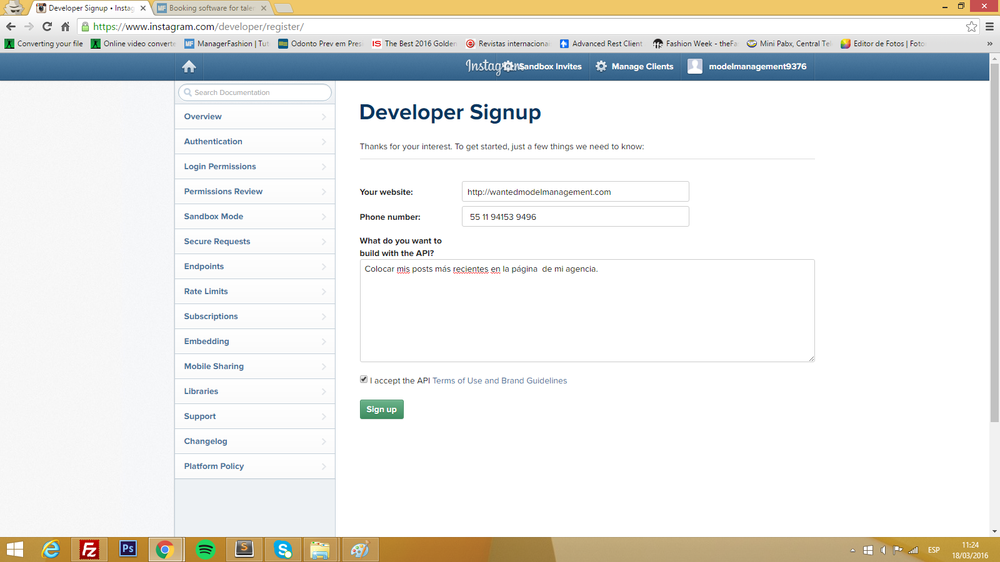 Developer Signup • Instag
Booking software for taler
https://www.instagram.com/developer/register/
Converting your file
Online video converte
MF ManagerFashion | Tut
Odonto Prev em Pres
IS The Best 2016 Golden
Revistas internacionai
Advanced Rest Client
ffs Fashion Week - theFa
Mini Pabx, Central Tel
Editor de Fotos | Foto
»
Instagram
Sandbox Invites
Manage Clients
modelmanagement9376
Search Documentation
Overview
Authentication
Login Permissions
Permissions Review
Sandbox Mode
Secure Requests
Endpoints
Rate Limits
Subscriptions
Embedding
Mobile Sharing
Libraries
Support
Changelog
Platform Policy
Developer Signup
Thanks for your interest. To get started, just a few things we need to know:
Your website:
http://wantedmodelmanagement.com
Phone number:
55 11 94153 9496
What do you want to
build with the API?
Colocar mis posts más recientes en la página  de mi agencia.
I accept the API Terms of Use and Brand Guidelines
Sign up
Fz
Ps
S
ESP
11:24
18/03/2016